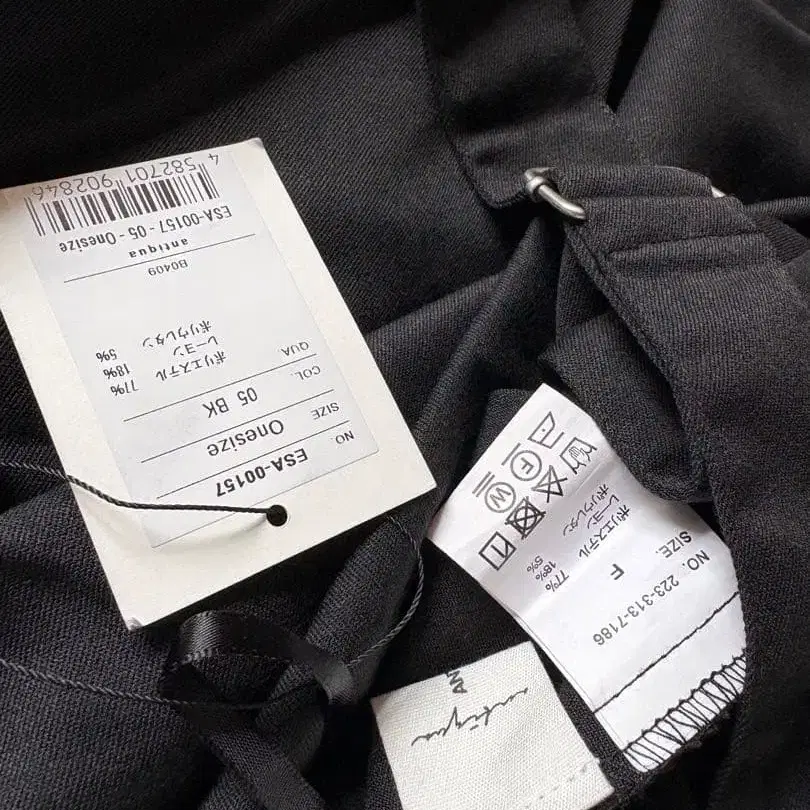 NO. ESA-00157
SIZE Onesize
COL. 05 BK
QUA. ポリエステル 77%
レーヨン 18%
ポリウレタン 5%
B0409
antiqua
ESA-00157-05-Onesize
4 582701 902846
NO. 223-313-7186
SIZE. F
ポリエステル 77%
レーヨン 18%
ポリウレタン 5%
F
W
antiqua